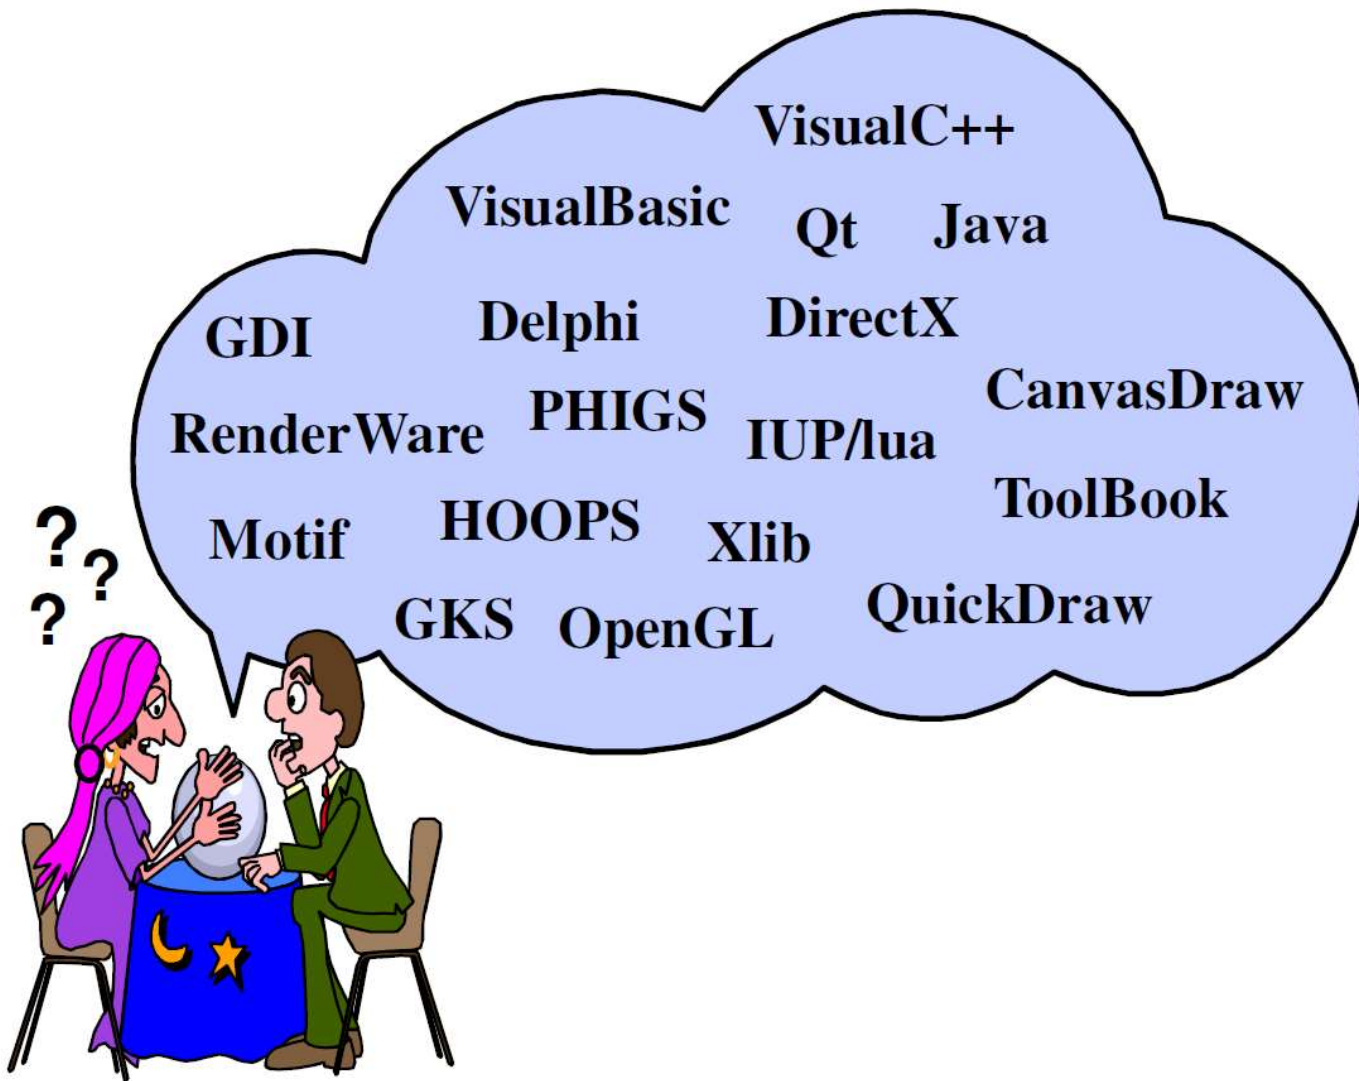 VisualC++
VisualBasic
Qt Java
GDI Delphi DirectX
RenderWare PHIGS IUP/lua CanvasDraw
Motif HOOPS Xlib ToolBook
GKS OpenGL QuickDraw
?
?
?